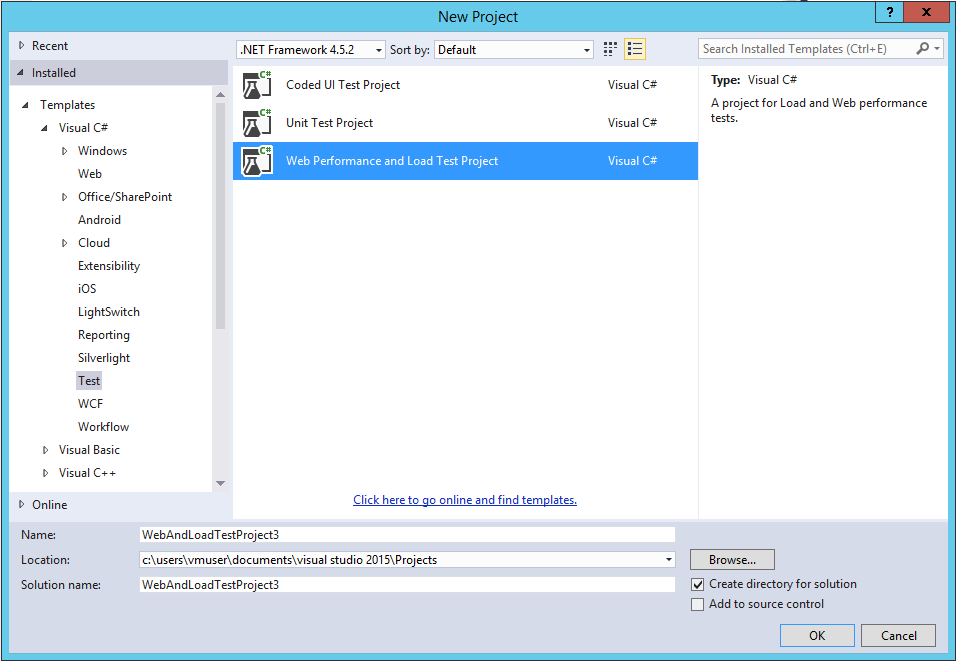 New Project
? x
Recent
Installed
Templates
Visual C#
Windows
Web
Office/SharePoint
Android
Cloud
Extensibility
iOS
LightSwitch
Reporting
Silverlight
Test
WCF
Workflow
Visual Basic
Visual C++
Online
.NET Framework 4.5.2 Sort by: Default
Search Installed Templates (Ctrl+E)
C# Coded UI Test Project Visual C#
C# Unit Test Project Visual C#
C# Web Performance and Load Test Project Visual C#
Click here to go online and find templates.
Type: Visual C#
A project for Load and Web performance
tests.
Name: WebAndLoadTestProject3
Location: c:\users\vmuser\documents\visual studio 2015\Projects Browse...
Solution name: WebAndLoadTestProject3
Create directory for solution
Add to source control
OK Cancel